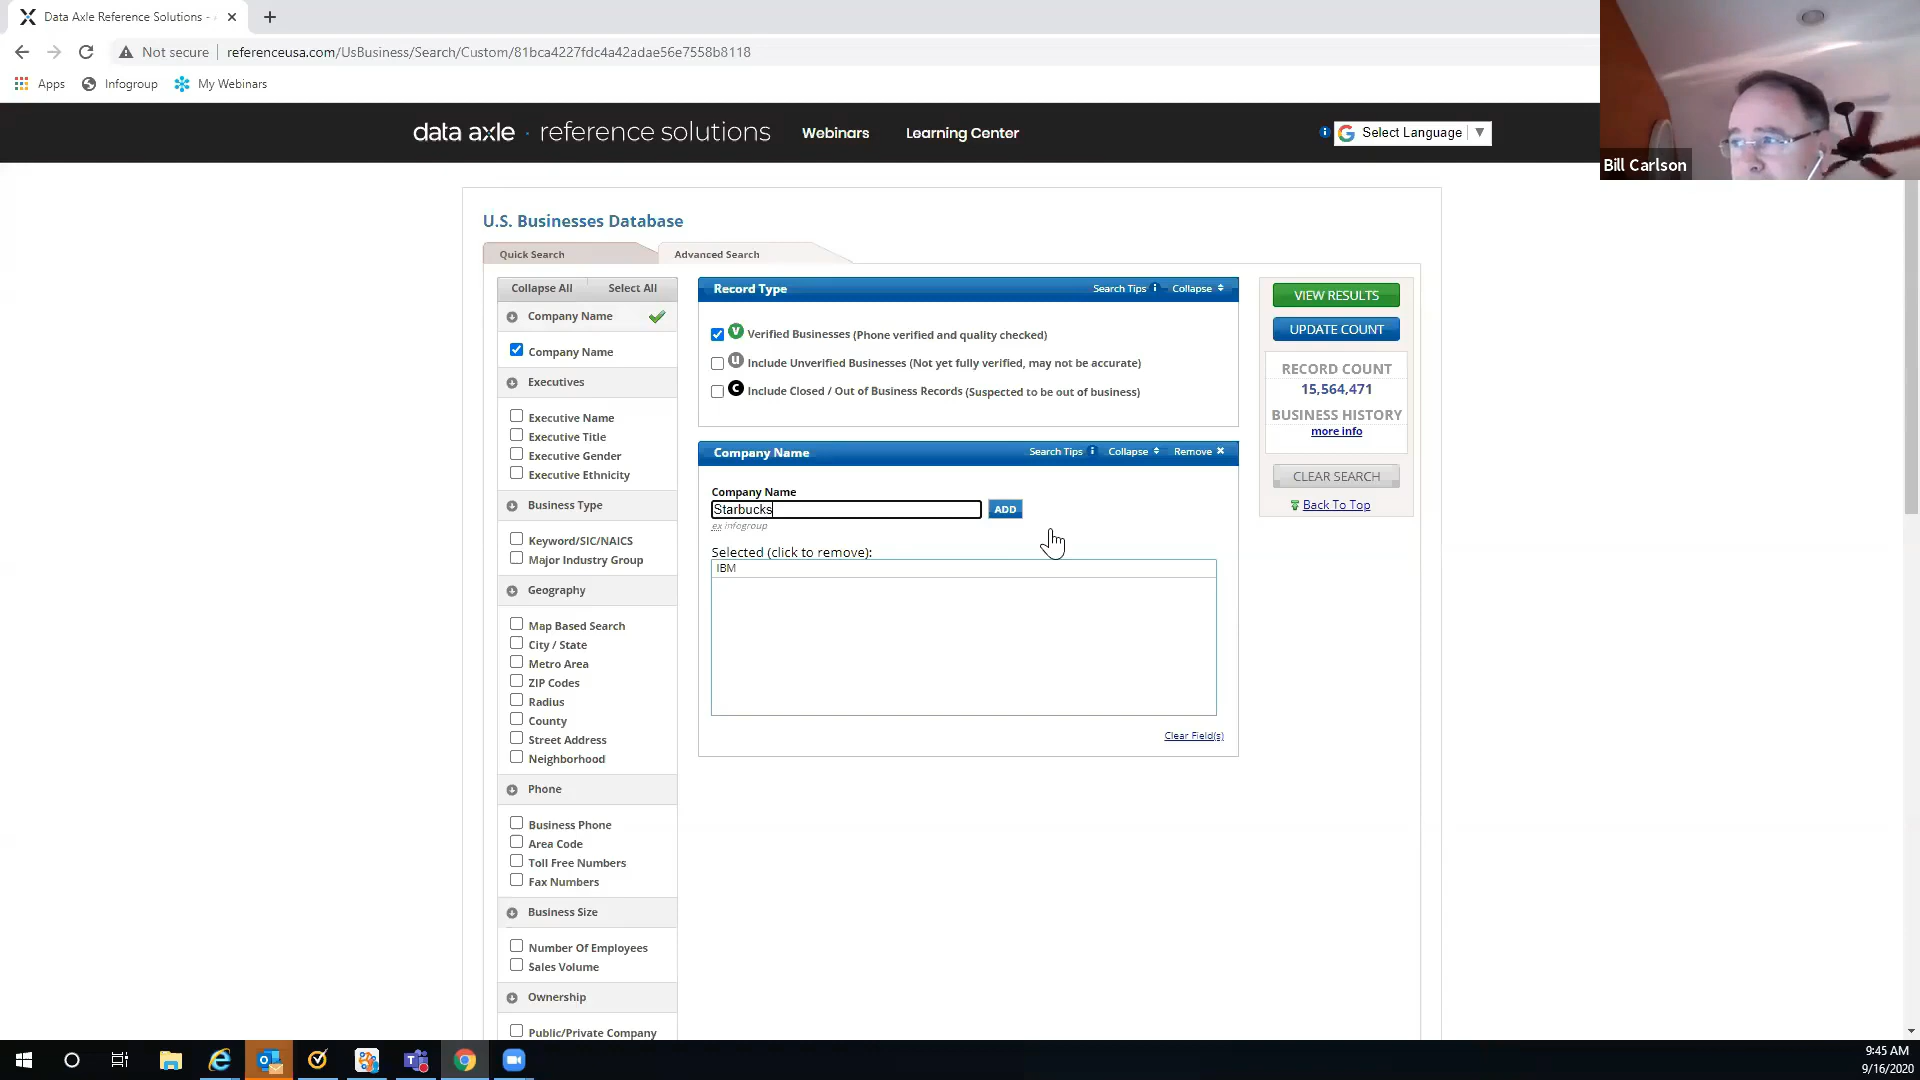 Data Axle Reference Solutions -
Not secure
referenceusa.com/UsBusiness/Search/Custom/81bca4227fdc4a42adae56e7558b8118
Apps
Infogroup
My Webinars
data axle · reference solutions
Webinars
Learning Center
Select Language
Bill Carlson
U.S. Businesses Database
Quick Search
Advanced Search
Collapse All
Select All
Company Name
Company Name
Executives
Executive Name
Executive Title
Executive Gender
Executive Ethnicity
Business Type
Keyword/SIC/NAICS
Major Industry Group
Geography
Map Based Search
City / State
Metro Area
ZIP Codes
Radius
County
Street Address
Neighborhood
Phone
Business Phone
Area Code
Toll Free Numbers
Fax Numbers
Business Size
Number Of Employees
Sales Volume
Ownership
Public/Private Company
Record Type
Search Tips
Collapse
V Verified Businesses (Phone verified and quality checked)
u Include Unverified Businesses (Not yet fully verified, may not be accurate)
C Include Closed / Out of Business Records (Suspected to be out of business)
Company Name
Search Tips
Collapse
Remove
Company Name
Starbucks
ADD
ex infogroup
Selected (click to remove):
IBM
Clear Field(s)
VIEW RESULTS
UPDATE COUNT
RECORD COUNT
15,564,471
BUSINESS HISTORY
more info
CLEAR SEARCH
Back To Top
9:45 AM
9/16/2020